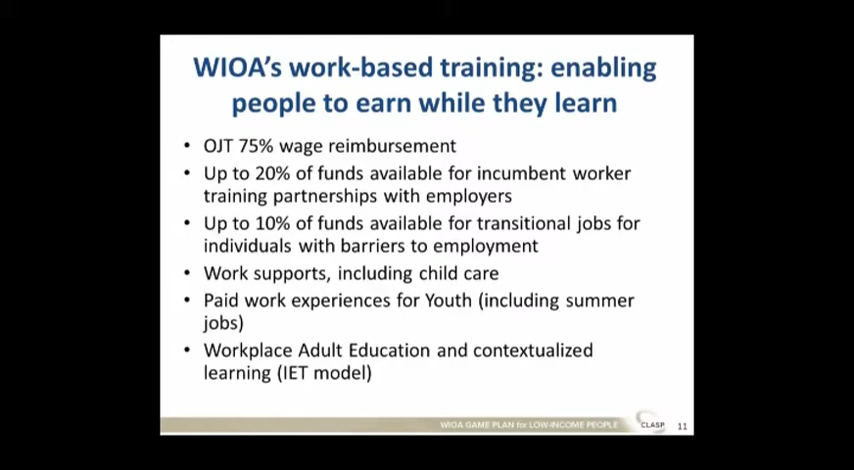 WIOA's work-based training: enabling
people to earn while they learn
• OJT 75% wage reimbursement
• Up to 20% of funds available for incumbent worker
training partnerships with employers
• Up to 10% of funds available for transitional jobs for
individuals with barriers to employment
• Work supports, including child care
• Paid work experiences for Youth (including summer
jobs)
• Workplace Adult Education and contextualized
learning (IET model)
WIOA GAME PLAN for LOW-INCOME PEOPLE CLASP 11